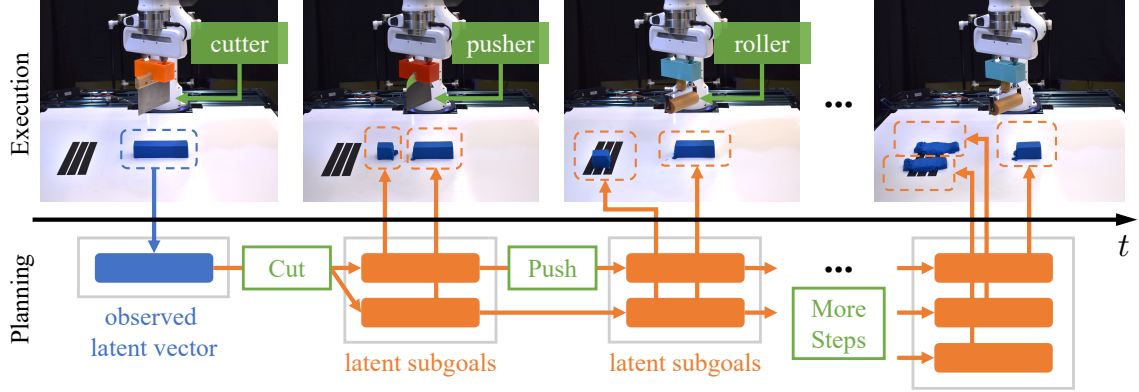 Execution
cutter
pusher
roller
...
t
Planning
Cut
Push
...
More
Steps
observed
latent vector
latent subgoals
latent subgoals